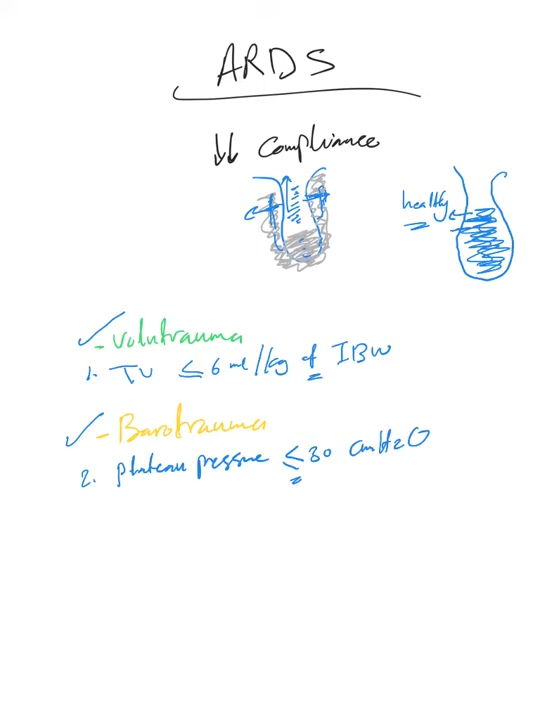 ARDS
↓↓ Compliance
healthy
✓ - Volutrauma
1. TV ≤ 6 ml/kg of IBW
✓ - Barotrauma
2. plateau pressure ≤ 30 cmH2O